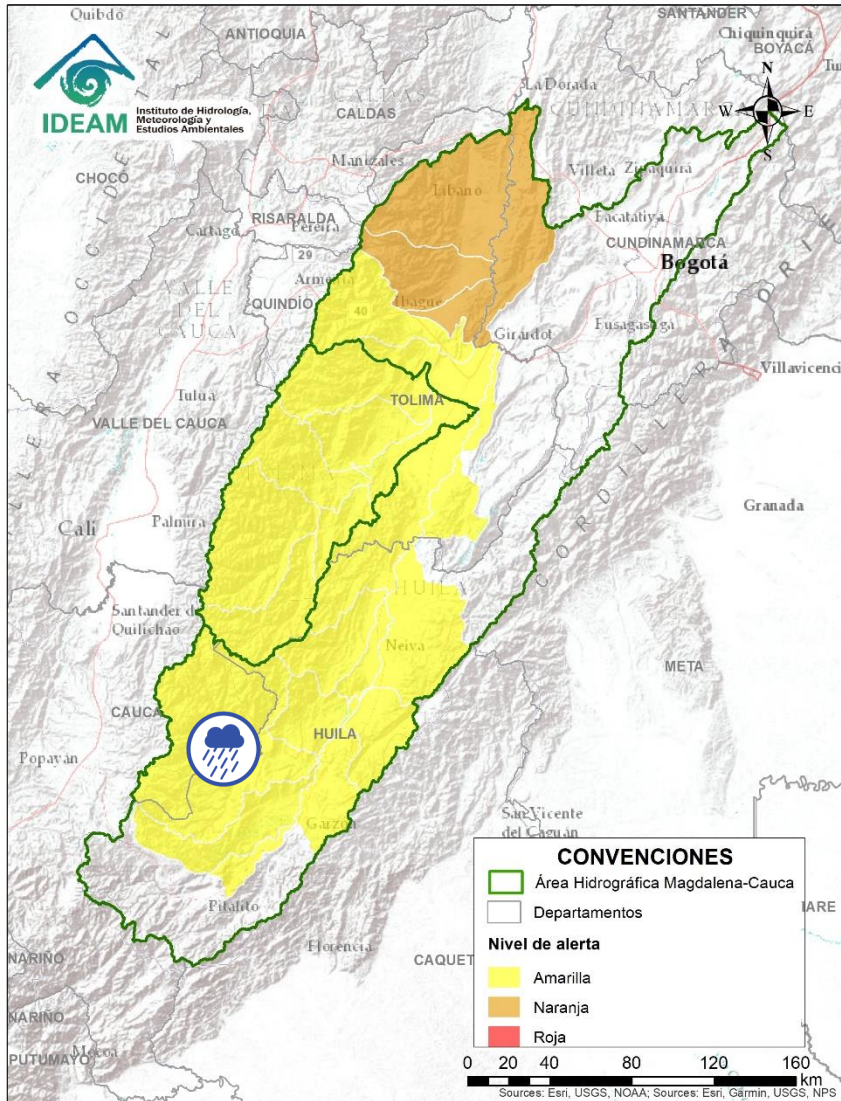 Quibdó
SANTANDER
ANTIOQUIA
Chiquinquirá
BOYACÁ
N
W
E
S
IDEAM
Instituto de Hidrología,
Meteorología y
Estudios Ambientales
La Dorada
CALDAS
CHOCÓ
Manizales
Líbano
Villeta
Zipaquirá
RISARALDA
Pereira
Cartago
Facatativá
CUNDINAMARCA
29
Armenia
Bogotá
VALLE
DEL
CAUCA
QUINDÍO
Ibagué
40
Girardot
Fusagasugá
Villavicenc
Tuluá
TOLIMA
VALLE DEL CAUCA
Granada
Cali
Palmira
HUILA
Santander de
Quilichao
Neiva
META
CAUCA
HUILA
Popayán
San Vicente
del Caguán
Garzón
Pitalito
Florencia
CAQUET
IARE
NARIÑO
NARIÑO
PUTUMAYO
Mocoa
CONVENCIONES
Área Hidrográfica Magdalena-Cauca
Departamentos
Nivel de alerta
Amarilla
Naranja
Roja
0 20 40 80 120 160
km
Sources: Esri, USGS, NOAA; Sources: Esri, Garmin, USGS, NPS